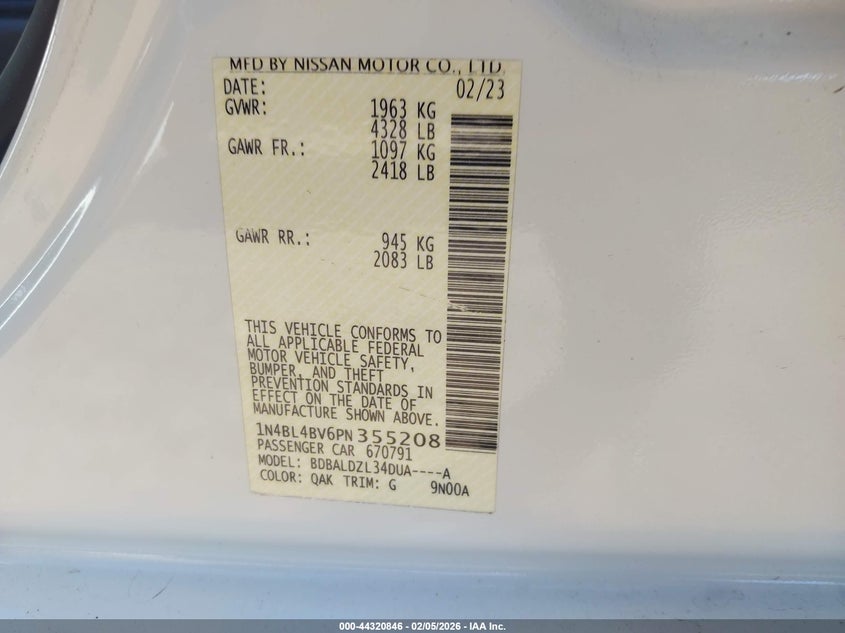 MFD BY NISSAN MOTOR CO., LTD.
DATE: 02/23
GVWR: 1963 KG
4328 LB
GAWR FR.: 1097 KG
2418 LB
GAWR RR.: 945 KG
2083 LB
THIS VEHICLE CONFORMS TO
ALL APPLICABLE FEDERAL
MOTOR VEHICLE SAFETY,
BUMPER, AND THEFT
PREVENTION STANDARDS IN
EFFECT ON THE DATE OF
MANUFACTURE SHOWN ABOVE.
1N4BL4BV6PN355208
PASSENGER CAR 670791
MODEL: BDBALDZL34DUA----A
COLOR: QAK TRIM: G 9N00A
000-44320846 - 02/05/2026 - IAA Inc.